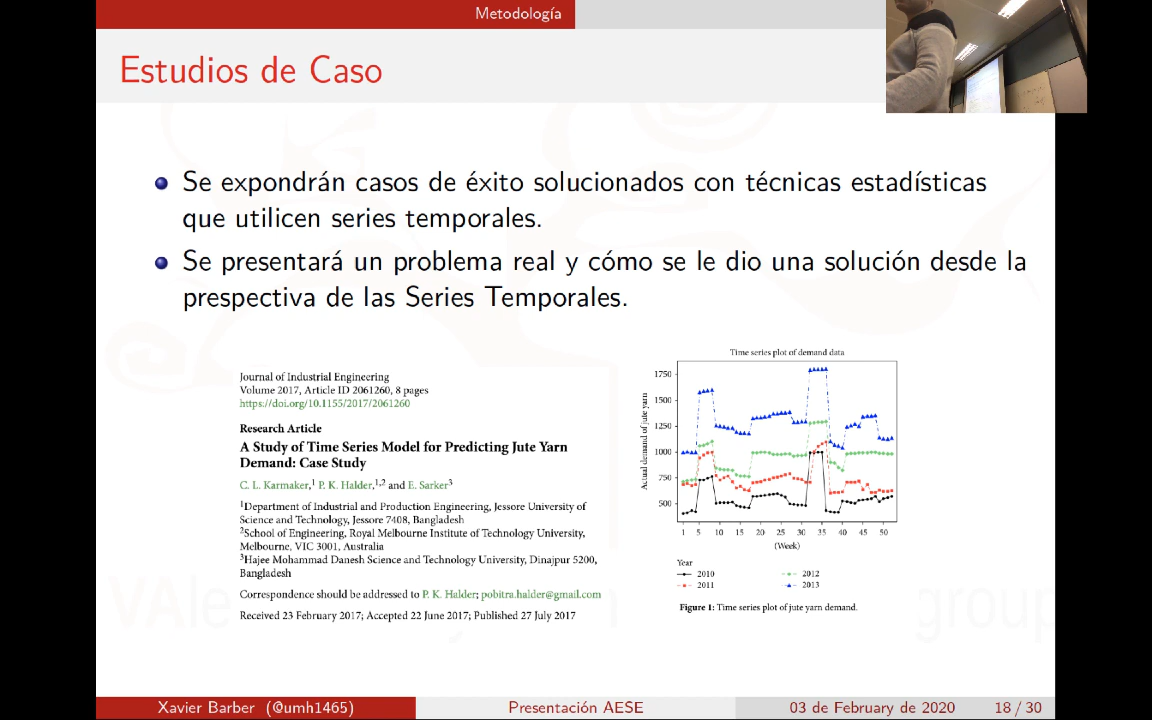 Metodología
Estudios de Caso
Se expondrán casos de éxito solucionados con técnicas estadísticas
que utilicen series temporales.
Se presentará un problema real y cómo se le dio una solución desde la
prespectiva de las Series Temporales.
Journal of Industrial Engineering
Volume 2017, Article ID 2061260, 8 pages
https://doi.org/10.1155/2017/2061260
Research Article
A Study of Time Series Model for Predicting Jute Yarn
Demand: Case Study
C. L. Karmaker,1 P. K. Halder,1,2 and E. Sarker3
1Department of Industrial and Production Engineering, Jessore University of
Science and Technology, Jessore 7408, Bangladesh
2School of Engineering, Royal Melbourne Institute of Technology University,
Melbourne, VIC 3001, Australia
3Hajee Mohammad Danesh Science and Technology University, Dinajpur 5200,
Bangladesh
Correspondence should be addressed to P. K. Halder; pobitra.halder@gmail.com
Received 23 February 2017; Accepted 22 June 2017; Published 27 July 2017
Time series plot of demand data
Actual demand of jute yarn
1750
1500
1250
1000
750
500
1 5 10 15 20 25 30 35 40 45 50
(Week)
Year
2010 2012
2011 2013
Figure 1: Time series plot of jute yarn demand.
VAle
group
Xavier Barber (@umh1465) Presentación AESE 03 de February de 2020 18 / 30